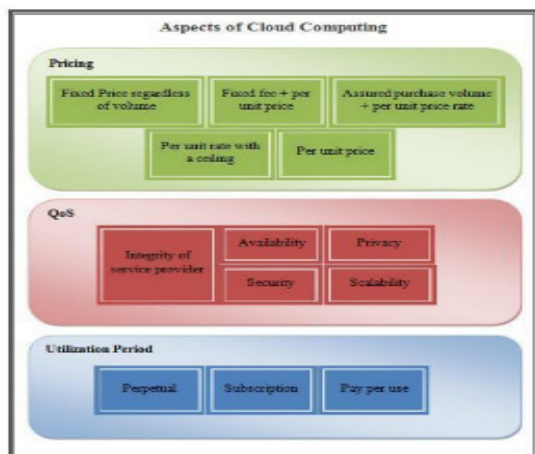 Aspects of Cloud Computing
Pricing
Fixed Price regardless
of volume
Fixed fee + per
unit price
Assured purchase volume
+ per unit price rate
Per unit rate with
a ceiling
Per unit price
QoS
Integrity of
service provider
Availability
Privacy
Security
Scalability
Utilization Period
Perpetual
Subscription
Pay per use